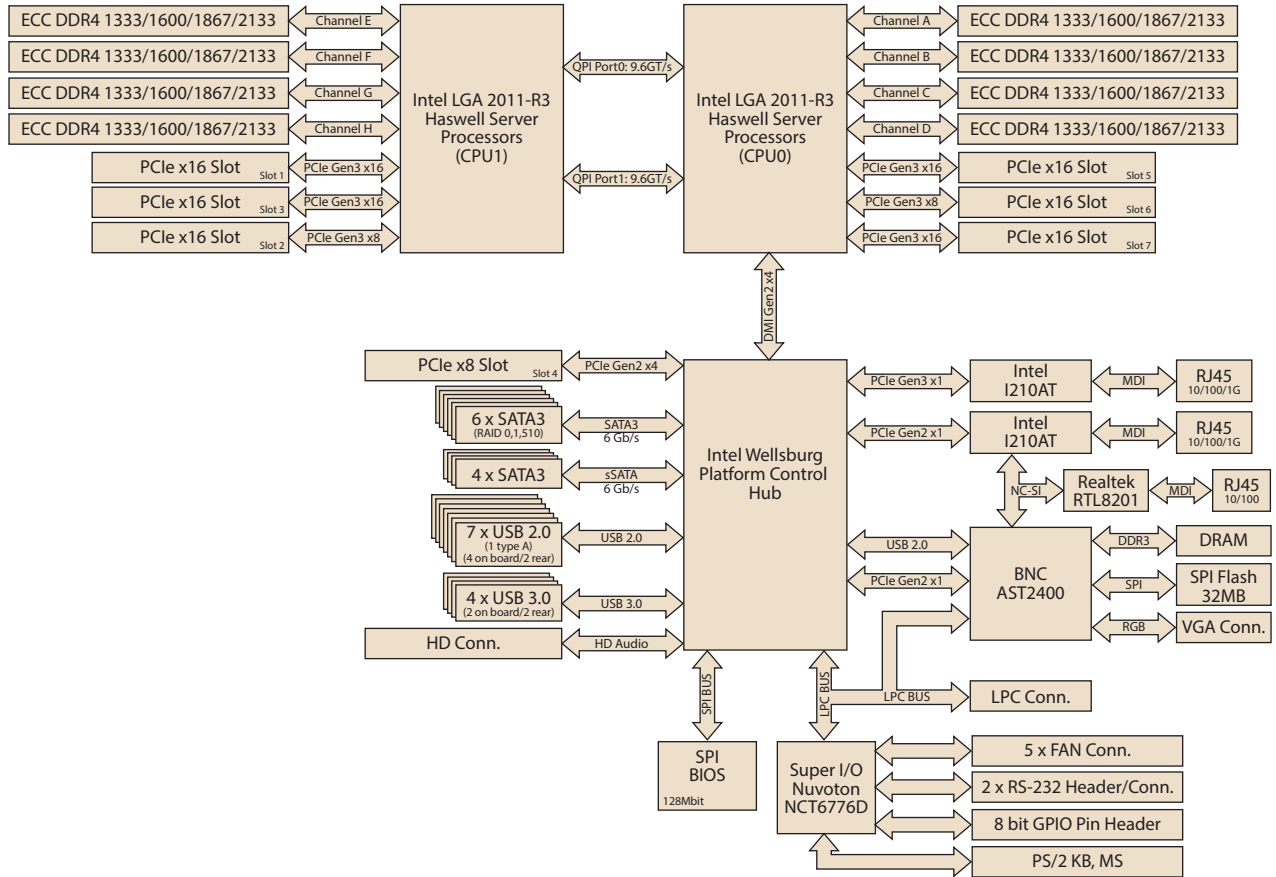 ECC DDR4 1333/1600/1867/2133
Channel E
ECC DDR4 1333/1600/1867/2133
Channel F
ECC DDR4 1333/1600/1867/2133
Channel G
ECC DDR4 1333/1600/1867/2133
Channel H
PCIe x16 Slot
Slot 1
PCIe Gen3 x16
PCIe x16 Slot
Slot 3
PCIe Gen3 x16
PCIe x16 Slot
Slot 2
PCIe Gen3 x8
Intel LGA 2011-R3
Haswell Server
Processors
(CPU1)
QPI Port0: 9.6GT/s
QPI Port1: 9.6GT/s
Intel LGA 2011-R3
Haswell Server
Processors
(CPU0)
Channel A
ECC DDR4 1333/1600/1867/2133
Channel B
ECC DDR4 1333/1600/1867/2133
Channel C
ECC DDR4 1333/1600/1867/2133
Channel D
ECC DDR4 1333/1600/1867/2133
PCIe Gen3 x16
PCIe x16 Slot
Slot 5
PCIe Gen3 x8
PCIe x16 Slot
Slot 6
PCIe Gen3 x16
PCIe x16 Slot
Slot 7
DMI Gen2 x4
PCIe x8 Slot
Slot 4
PCIe Gen2 x4
6 x SATA3
(RAID 0,1,510)
SATA3
6 Gb/s
4 x SATA3
sSATA
6 Gb/s
7 x USB 2.0
(1 type A)
(4 on board/2 rear)
USB 2.0
4 x USB 3.0
(2 on board/2 rear)
USB 3.0
HD Conn.
HD Audio
Intel Wellsburg
Platform Control
Hub
PCIe Gen3 x1
Intel
I210AT
MDI
RJ45
10/100/1G
PCIe Gen2 x1
Intel
I210AT
MDI
RJ45
10/100/1G
NC-SI
Realtek
RTL8201
MDI
RJ45
10/100
USB 2.0
PCIe Gen2 x1
BNC
AST2400
DDR3
DRAM
SPI
SPI Flash
32MB
RGB
VGA Conn.
SPI BUS
LPC BUS
LPC BUS
LPC Conn.
SPI
BIOS
128Mbit
Super I/O
Nuvoton
NCT6776D
5 x FAN Conn.
2 x RS-232 Header/Conn.
8 bit GPIO Pin Header
PS/2 KB, MS